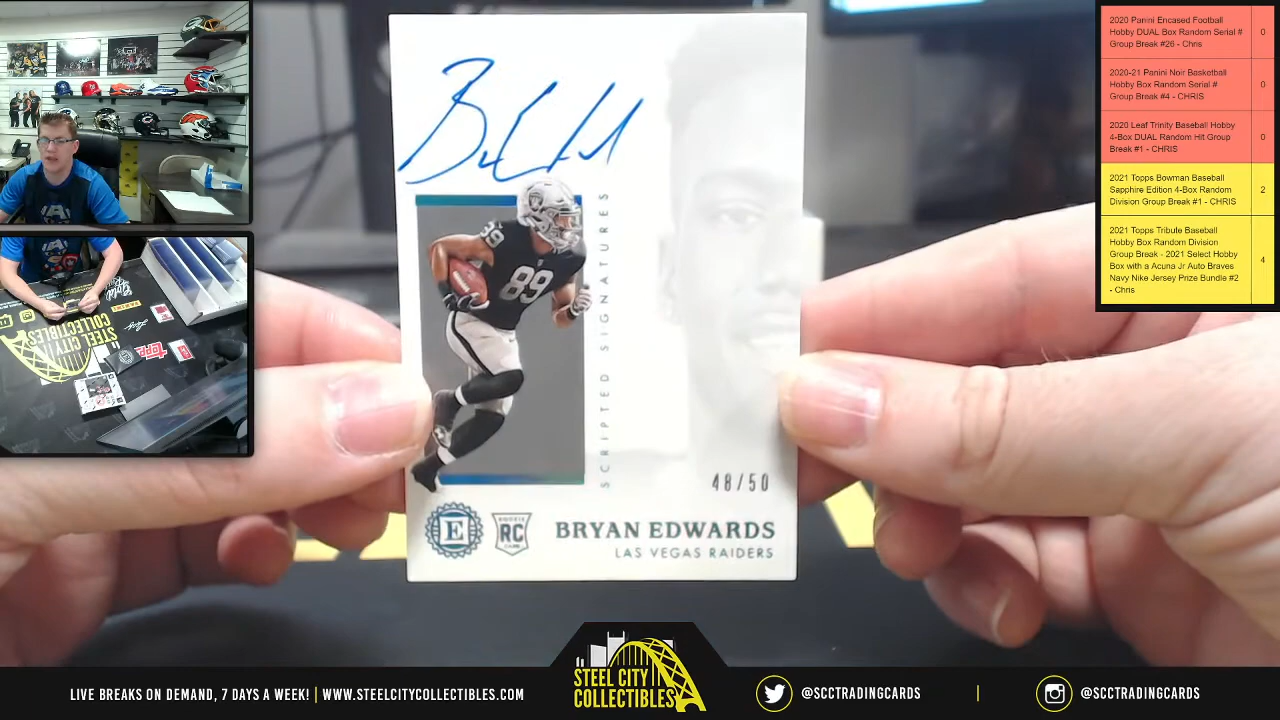 2020 Panini Encased Football
Hobby DUAL Box Random Serial #
Group Break #26 - Chris
0
2020-21 Panini Noir Basketball
Hobby Box Random Serial #
Group Break #4 - CHRIS
0
2020 Leaf Trinity Baseball Hobby
4-Box DUAL Random Hit Group
Break #1 - CHRIS
0
2021 Topps Bowman Baseball
Sapphire Edition 4-Box Random
Division Group Break #1 - CHRIS
2
2021 Topps Tribute Baseball
Hobby Box Random Division
Group Break - 2021 Select Hobby
Box with a Acuna Jr Auto Braves
Navy Nike Jersey Prize Bundle #2
- Chris
4
89
89
SCRIPTED SIGNATURES
48/50
E
ROOKIE
RC
CARD
BRYAN EDWARDS
LAS VEGAS RAIDERS
STEEL CITY
COLLECTIBLES
topps
PANINI
LIVE BREAKS ON DEMAND, 7 DAYS A WEEK! | WWW.STEELCITYCOLLECTIBLES.COM
STEEL CITY
COLLECTIBLES
@SCCTRADINGCARDS
@SCCTRADINGCARDS